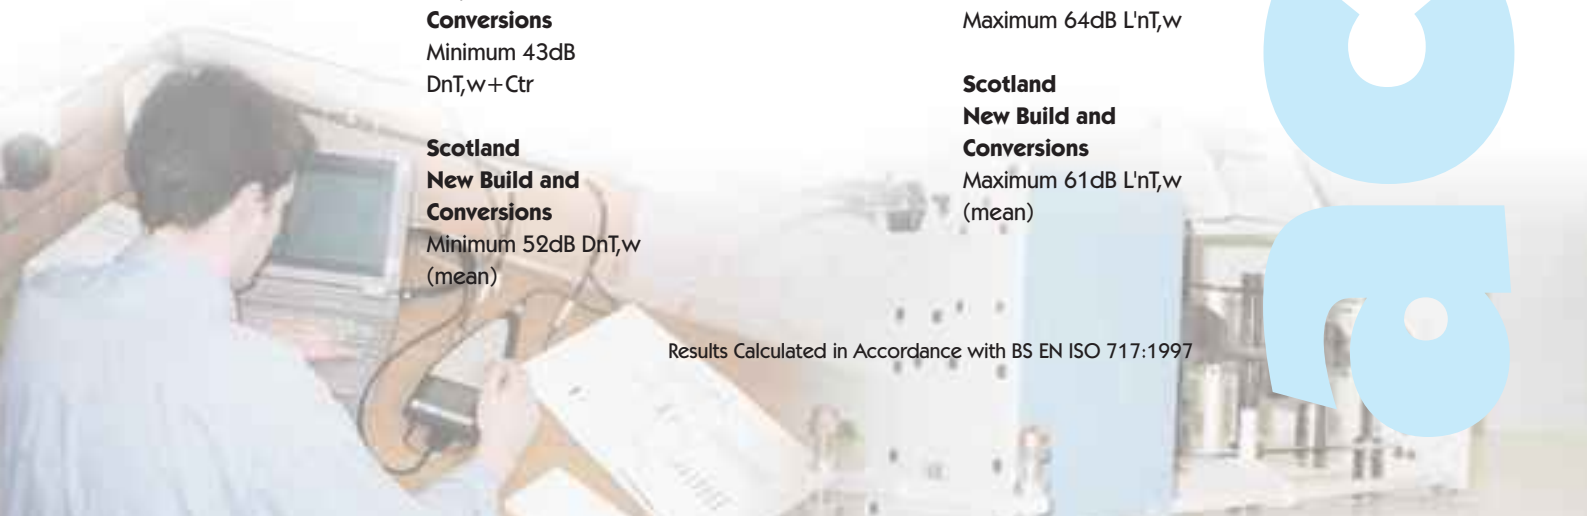 Conversions
Minimum 43dB
DnT,w+Ctr
Scotland
New Build and
Conversions
Minimum 52dB DnT,w
(mean)
Maximum 64dB L'nT,w
Scotland
New Build and
Conversions
Maximum 61dB L'nT,w
(mean)
Results Calculated in Accordance with BS EN ISO 717:1997
ac